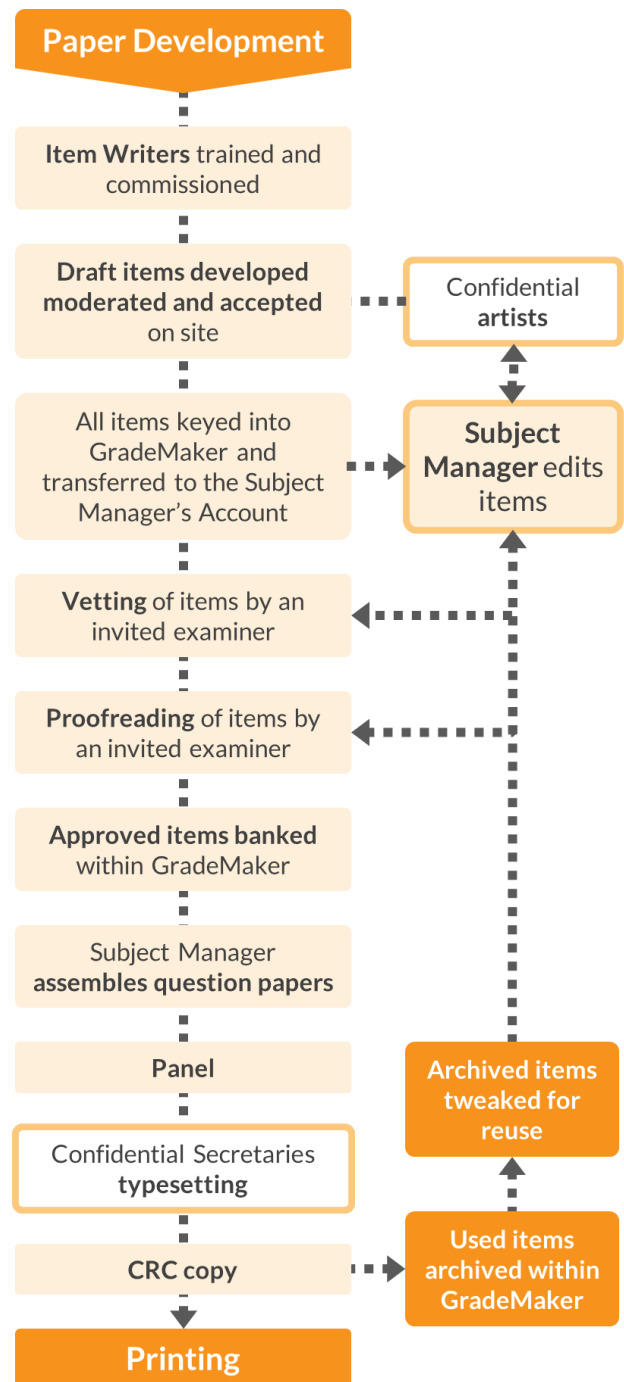 Paper Development
Item Writers trained and
commissioned
Draft items developed
moderated and accepted
on site
Confidential
artists
All items keyed into
GradeMaker and
transferred to the Subject
Manager's Account
Subject
Manager edits
items
Vetting of items by an
invited examiner
Proofreading of items by
an invited examiner
Approved items banked
within GradeMaker
Subject Manager
assembles question papers
Panel
Archived items
tweaked for
reuse
Confidential Secretaries
typesetting
CRC copy
Used items
archived within
GradeMaker
Printing